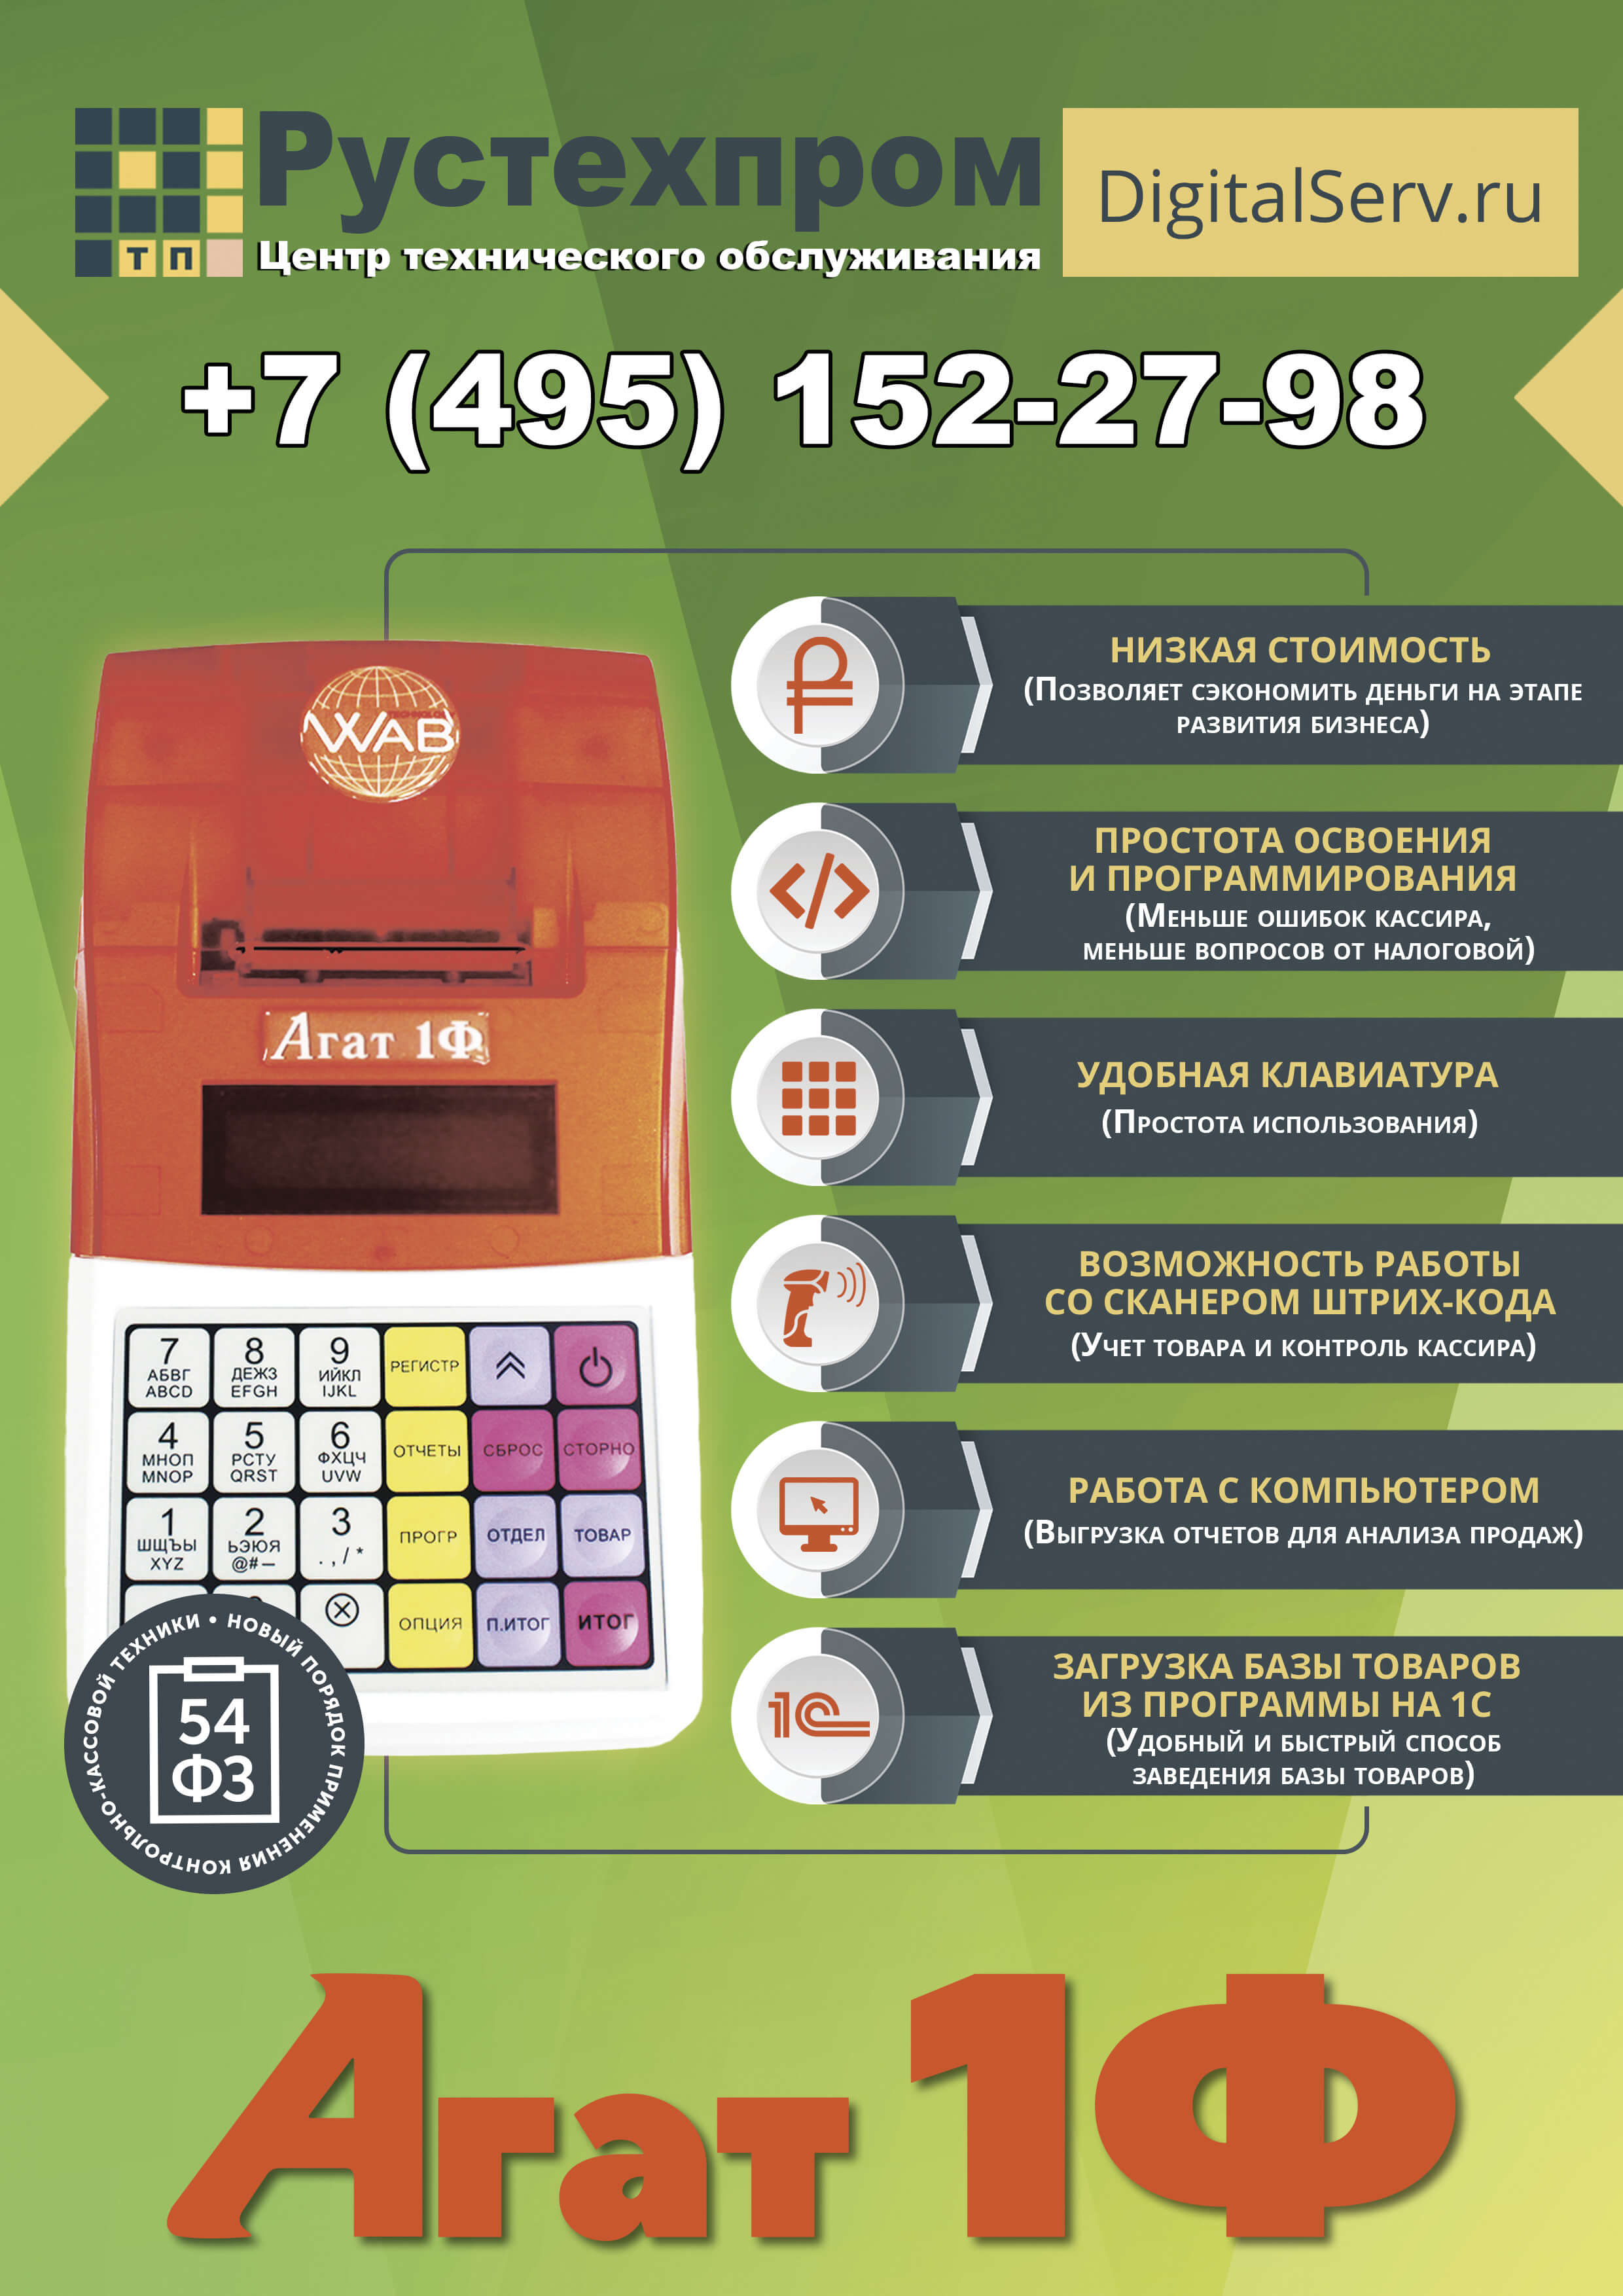 Рустехпром
DigitalServ.ru
ТП
Центр технического обслуживания
+7 (495) 152-27-98
WAB
Агат 1Ф
7
АБВГ
ABCD
8
ДЕЖЗ
EFGH
9
ИЙКЛ
IJKL
РЕГИСТР
4
МНОП
MNOP
5
РСТУ
QRST
6
ФХЦЧ
UVW
ОТЧЕТЫ
СБРОС
СТОРНО
1
ШЩЪЫ
XYZ
2
ЬЭЮЯ
@#—
3
. , / *
ПРОГР
ОТДЕЛ
ТОВАР
ОПЦИЯ
П.ИТОГ
ИТОГ
НОВЫЙ ПОРЯДОК ПРИМЕНЕНИЯ КОНТРОЛЬНО-КАССОВОЙ ТЕХНИКИ •
54
ФЗ
НИЗКАЯ СТОИМОСТЬ
(Позволяет сэкономить деньги на этапе
развития бизнеса)
ПРОСТОТА ОСВОЕНИЯ
И ПРОГРАММИРОВАНИЯ
(Меньше ошибок кассира,
меньше вопросов от налоговой)
УДОБНАЯ КЛАВИАТУРА
(Простота использования)
ВОЗМОЖНОСТЬ РАБОТЫ
СО СКАНЕРОМ ШТРИХ-КОДА
(Учет товара и контроль кассира)
РАБОТА С КОМПЬЮТЕРОМ
(Выгрузка отчетов для анализа продаж)
1С
ЗАГРУЗКА БАЗЫ ТОВАРОВ
ИЗ ПРОГРАММЫ НА 1С
(Удобный и быстрый способ
заведения базы товаров)
Агат 1Ф